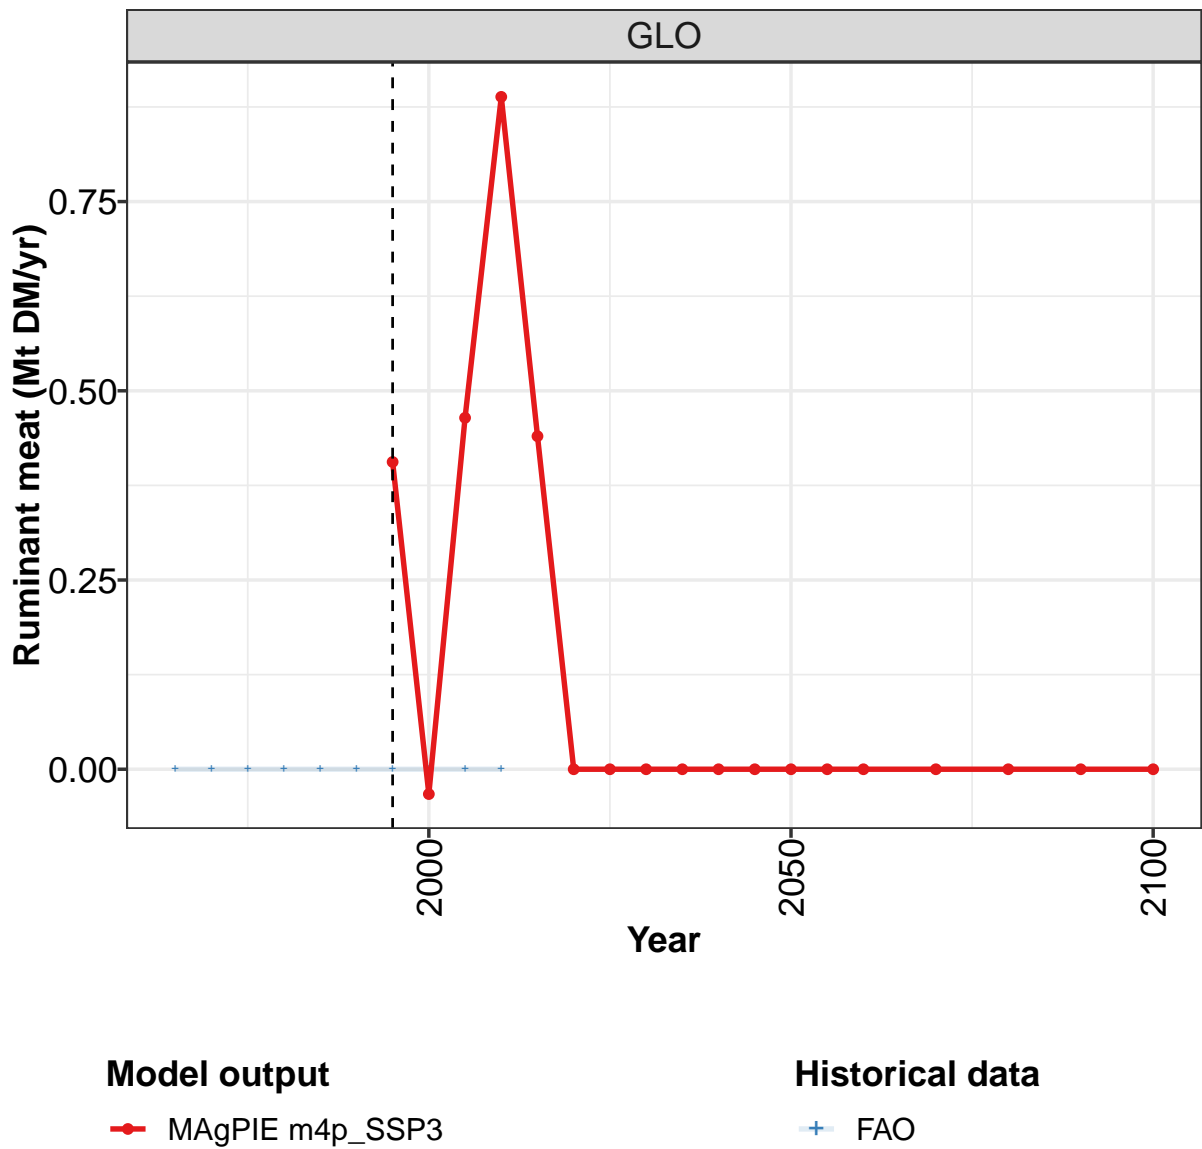 GLO
Ruminant meat (Mt DM/yr)
0.75
0.50
0.25
0.00
2000
2050
2100
Year
Model output
Historical data
MAgPIE m4p_SSP3
FAO